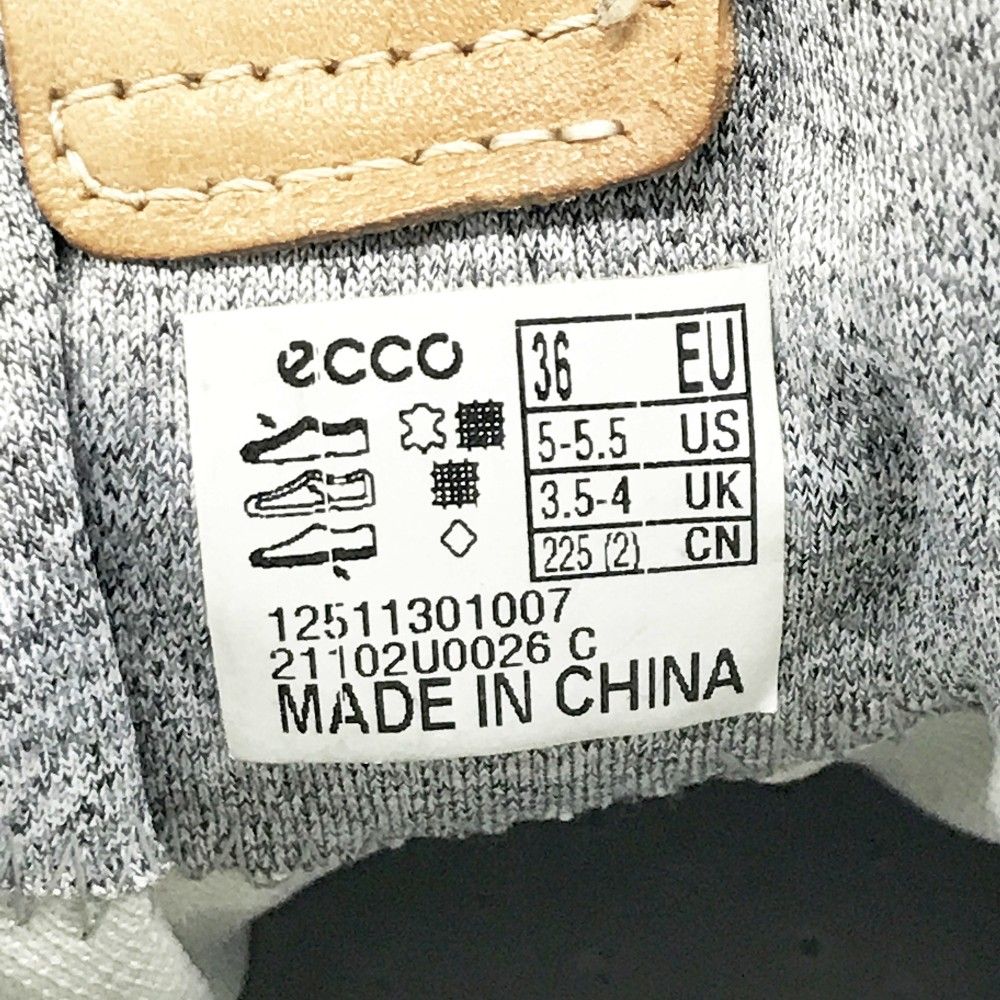 ecco
36 EU
5-5.5 US
3.5-4 UK
225 (2) CN
12511301007
21102U0026 C
MADE IN CHINA